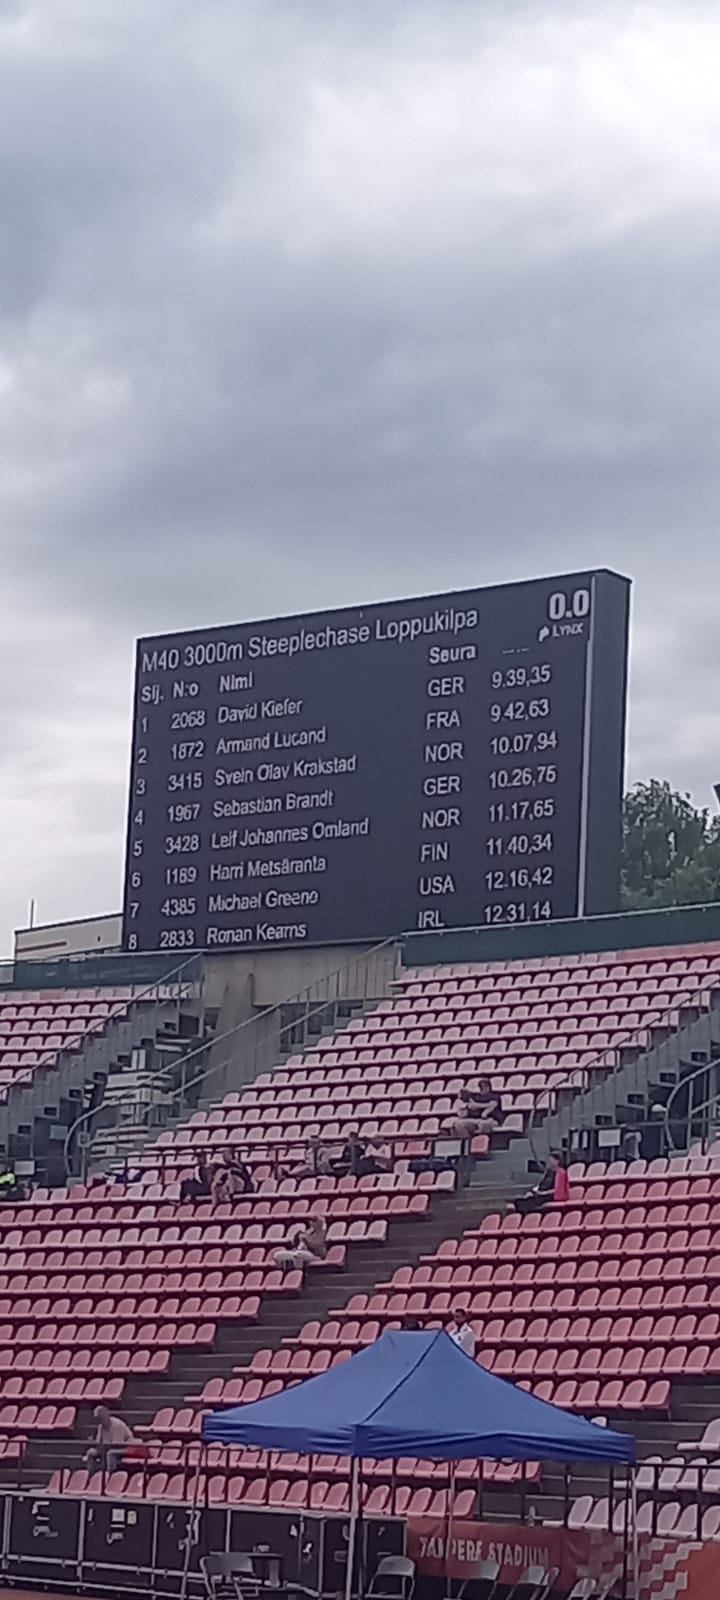 M40 3000m Steeplechase Loppukilpa 0.0
LYNX
Sij. N:o Nimi Seura
1 2068 David Kiefer GER 9.39,35
2 1872 Armand Lucand FRA 9.42,63
3 3415 Svein Olav Krakstad NOR 10.07,94
4 1967 Sebastian Brandt GER 10.26,75
5 3428 Leif Johannes Omland NOR 11.17,65
6 1189 Harri Metsäranta FIN 11.40,34
7 4385 Michael Greene USA 12.16,42
8 2833 Ronan Kearns IRL 12.31,14
TAMPERE STADIUM